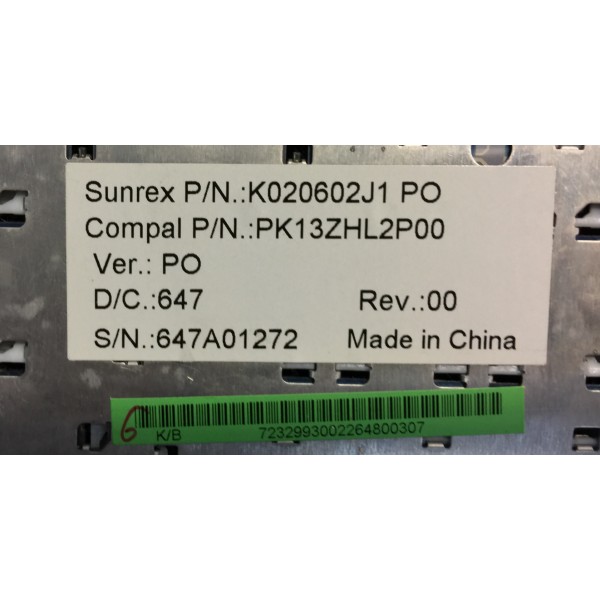 Sunrex P/N.:K020602J1 PO
Compal P/N.:PK13ZHL2P00
Ver.: PO
D/C.:647 Rev.:00
S/N.:647A01272 Made in China
6
K/B 7232993002264800307